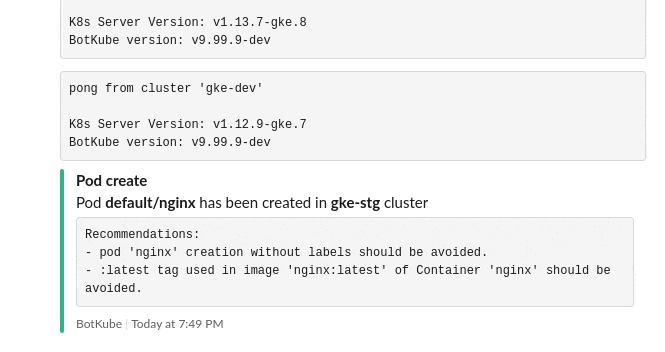 K8s Server Version: v1.13.7-gke.8
BotKube version: v9.99.9-dev
pong from cluster 'gke-dev'
K8s Server Version: v1.12.9-gke.7
BotKube version: v9.99.9-dev
Pod create
Pod default/nginx has been created in gke-stg cluster
Recommendations:
- pod 'nginx' creation without labels should be avoided.
- :latest tag used in image 'nginx:latest' of Container 'nginx' should be
avoided.
BotKube | Today at 7:49 PM